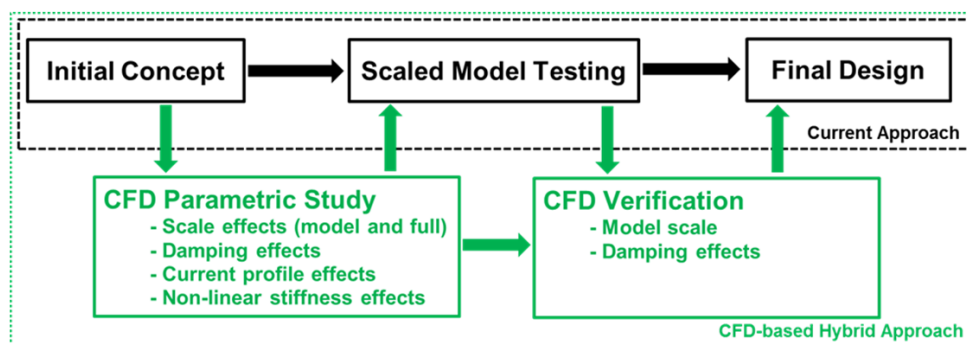 Initial Concept
Scaled Model Testing
Final Design
Current Approach
CFD Parametric Study
- Scale effects (model and full)
- Damping effects
- Current profile effects
- Non-linear stiffness effects
CFD Verification
- Model scale
- Damping effects
CFD-based Hybrid Approach